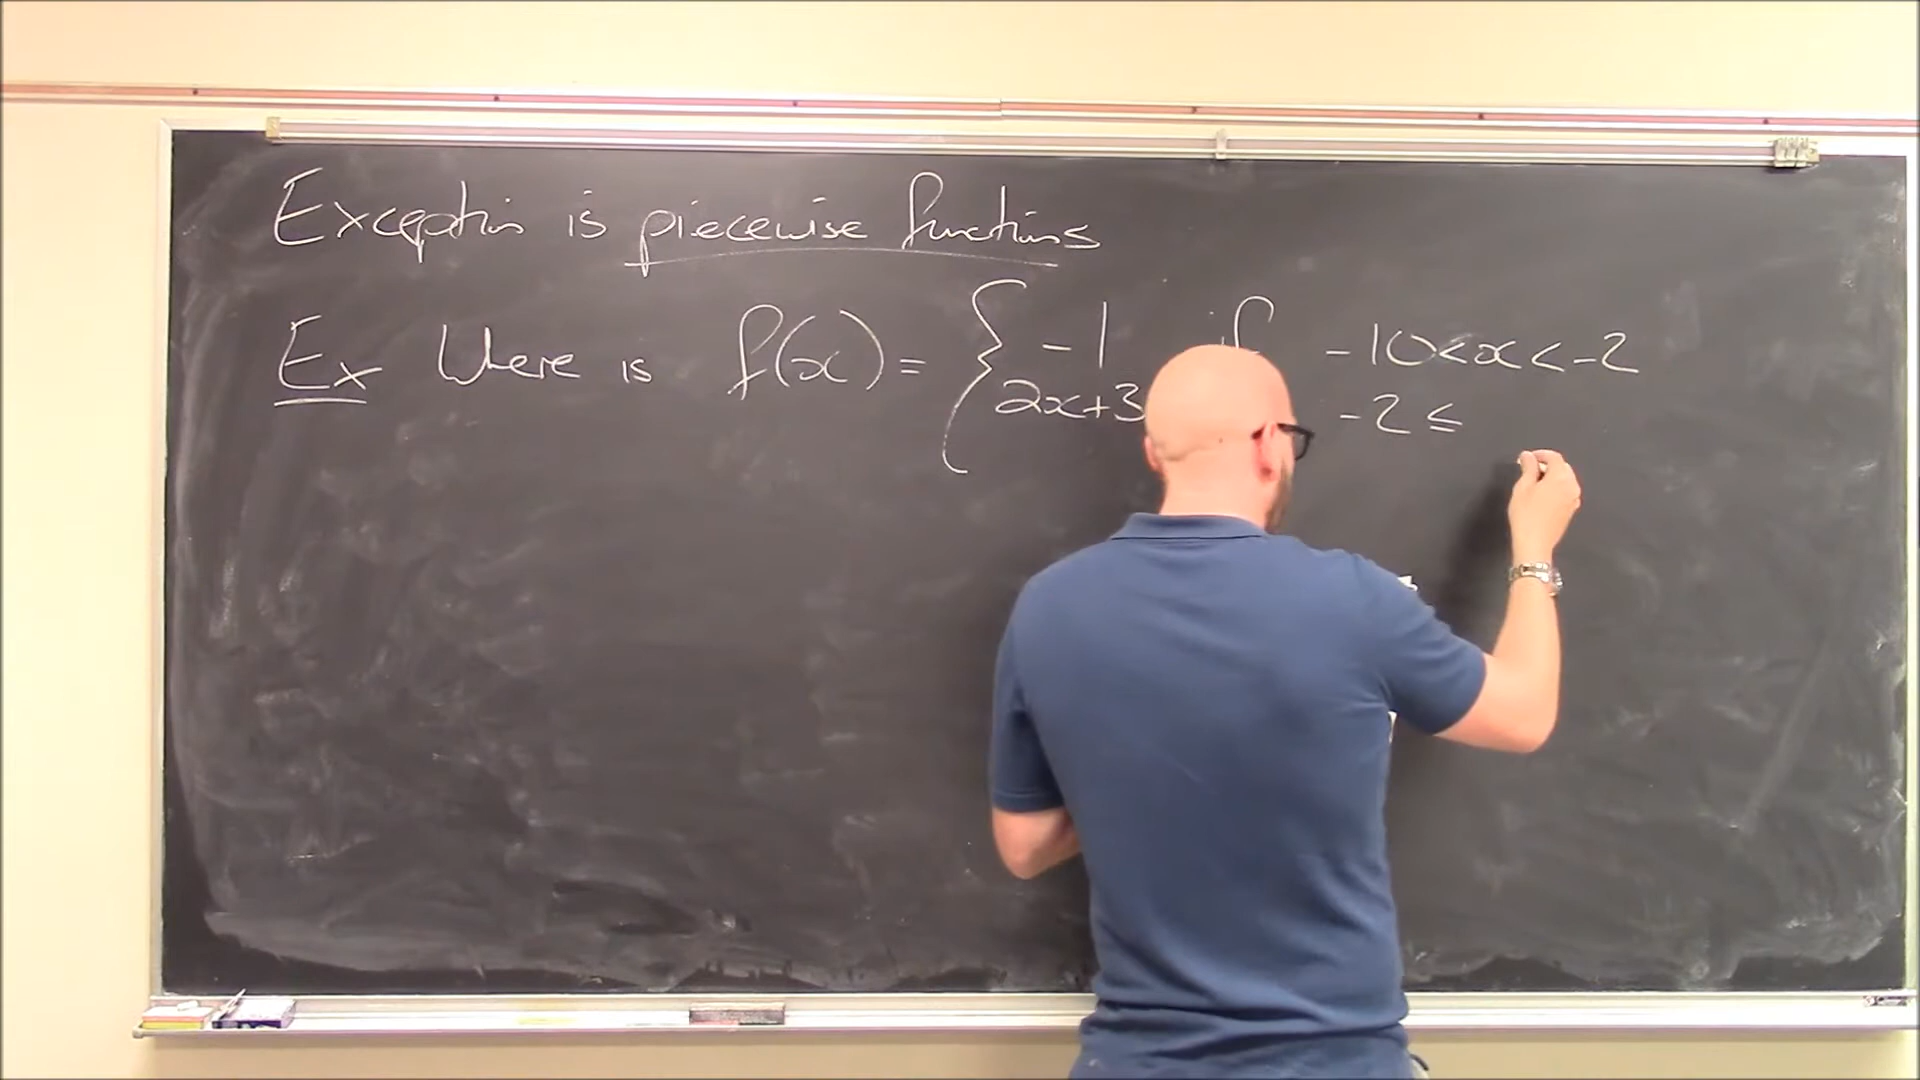 Exception is piecewise functions
Ex Where is f(x) = { -1 if -10<x<-2
2x+3 -2 ≤